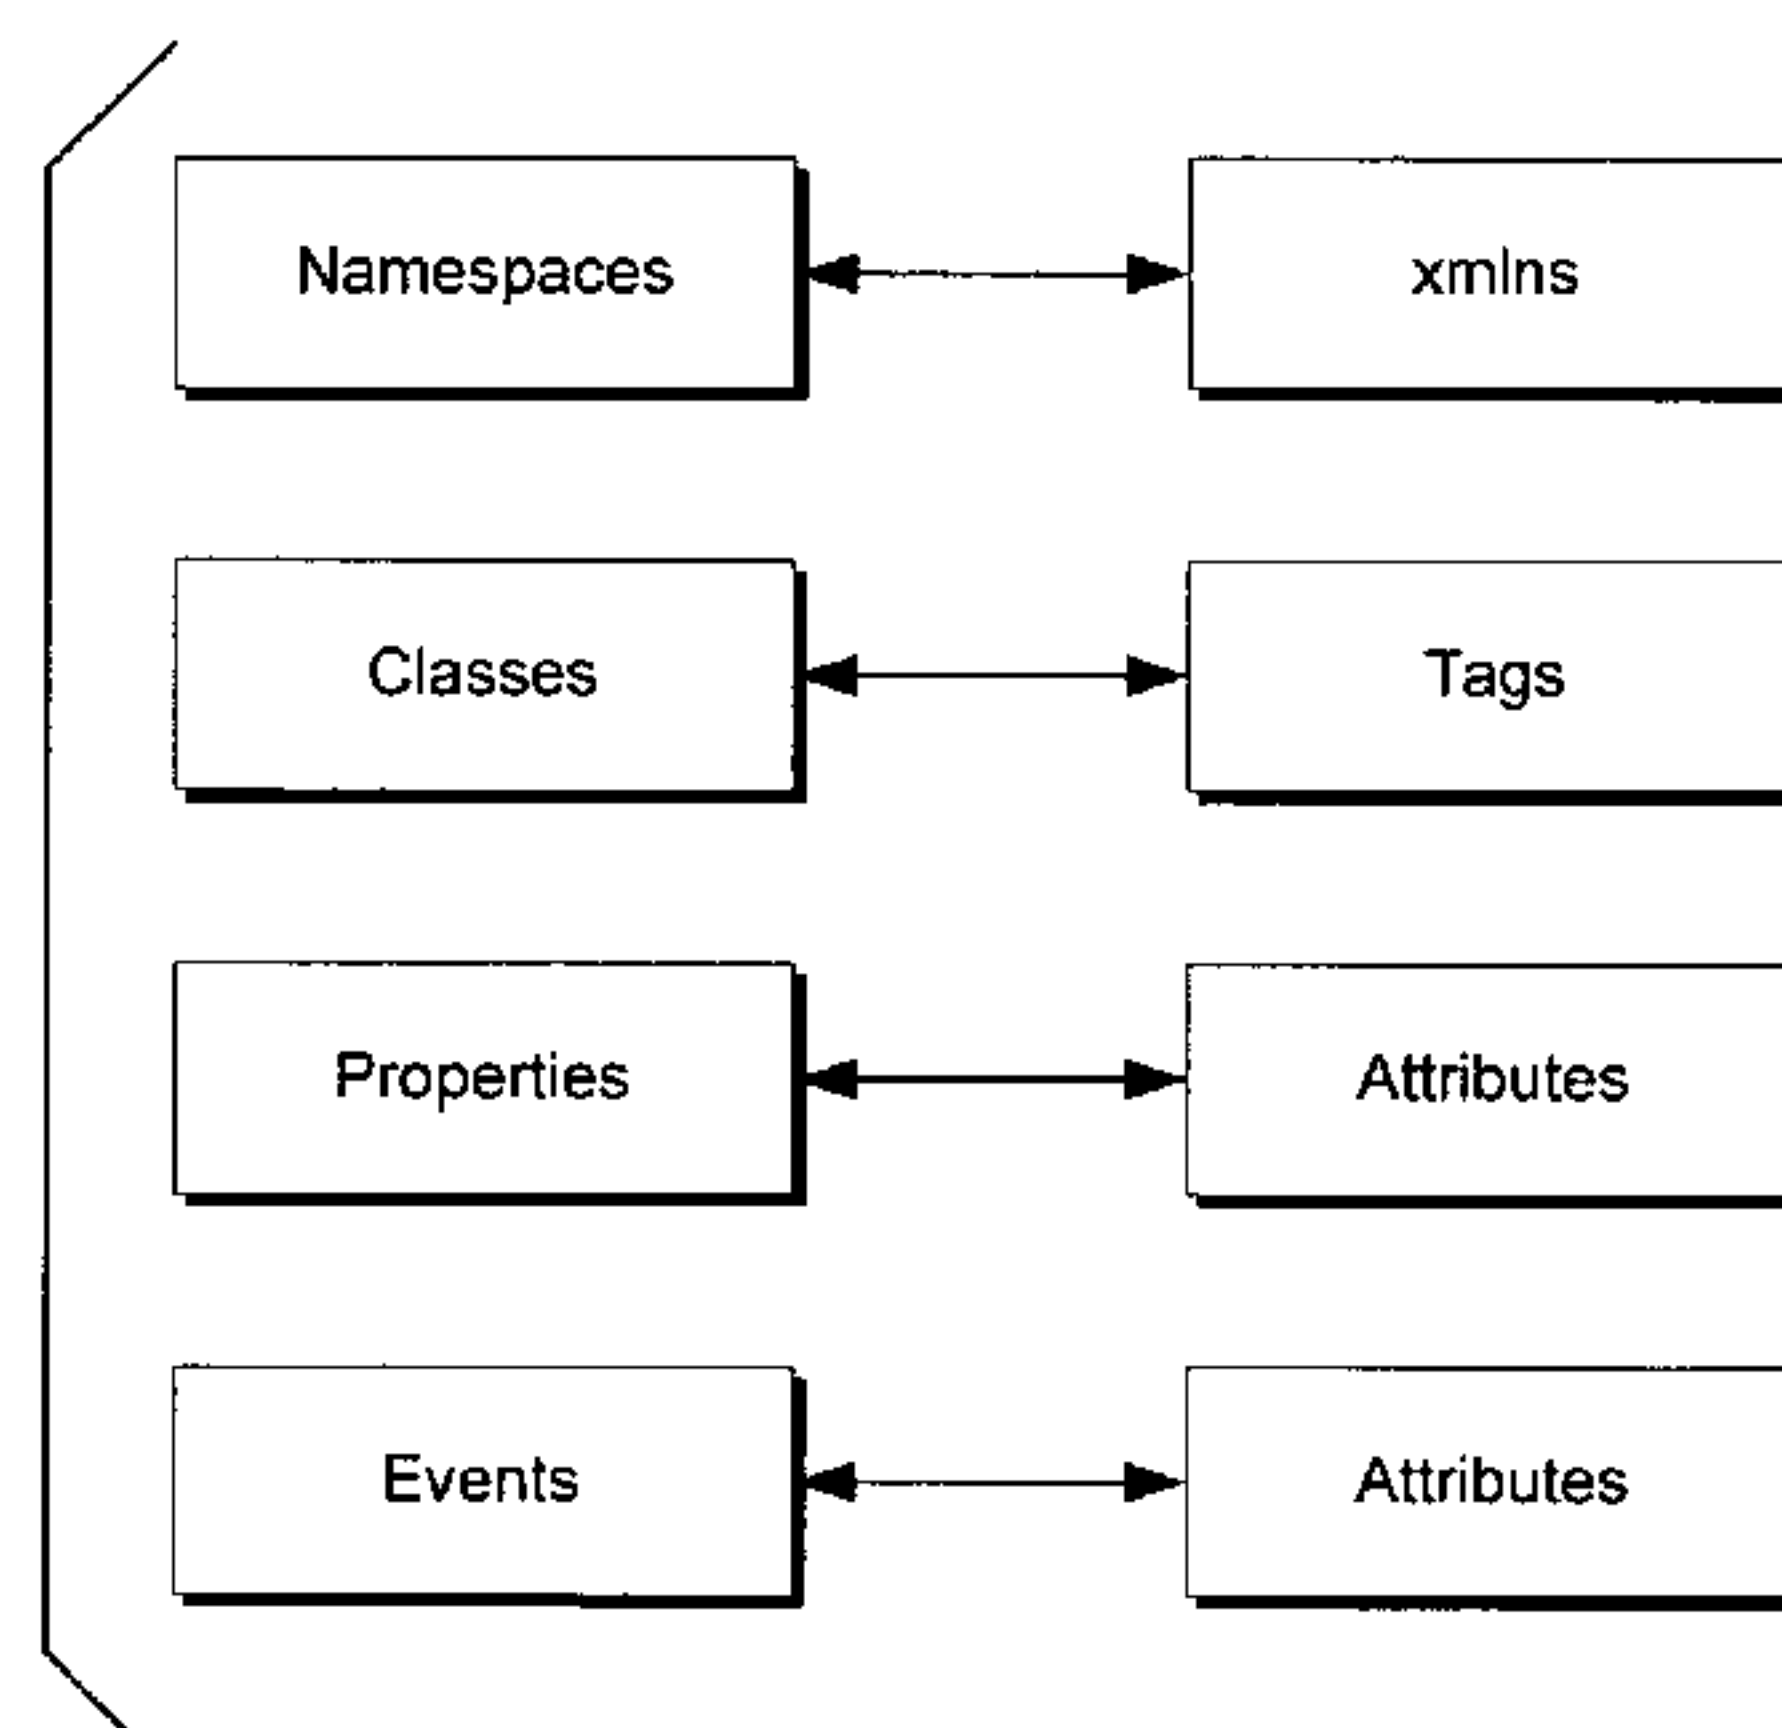 Namespaces
xmlns
Classes
Tags
Properties
Attributes
Events
Attributes